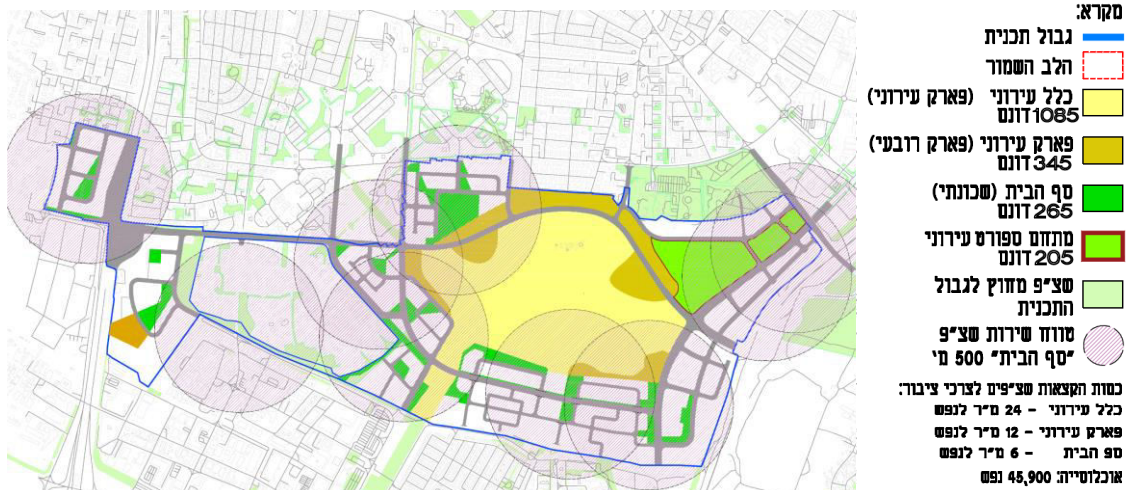 מקרא:
גבול תכנית
הלב השמור
כלל עירוני (פארק עירוני)
1085 דונם
פארק עירוני (פארק רובעי)
345 דונם
סף הבית (שכונתי)
265 דונם
מתחם ספורט עירוני
205 דונם
שצ"פ מחוץ לגבול
התכנית
טווח שירות שצ"פ
"סף הבית" 500 מ'
כמות הקצאות שצ"פים לצרכי ציבור:
כלל עירוני - 24 מ"ר לנפש
פארק עירוני - 12 מ"ר לנפש
סף הבית - 6 מ"ר לנפש
אוכלוסייה: 45,900 נפש